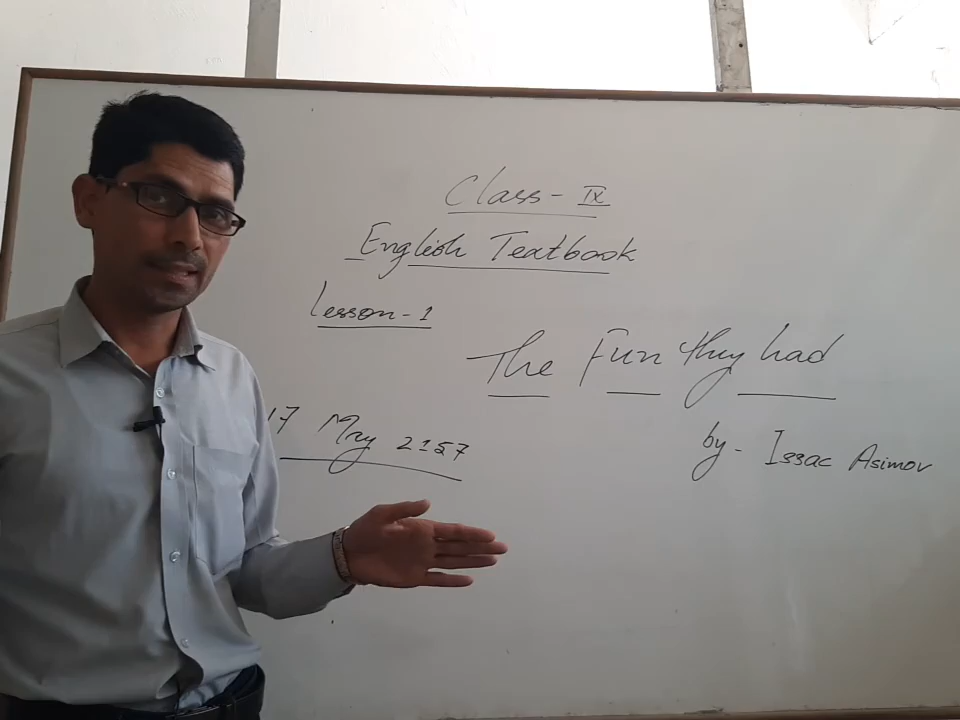 Class - IX
English Textbook
Lesson - 1
The Fun they had
17 May 2157
by - Issac Asimov